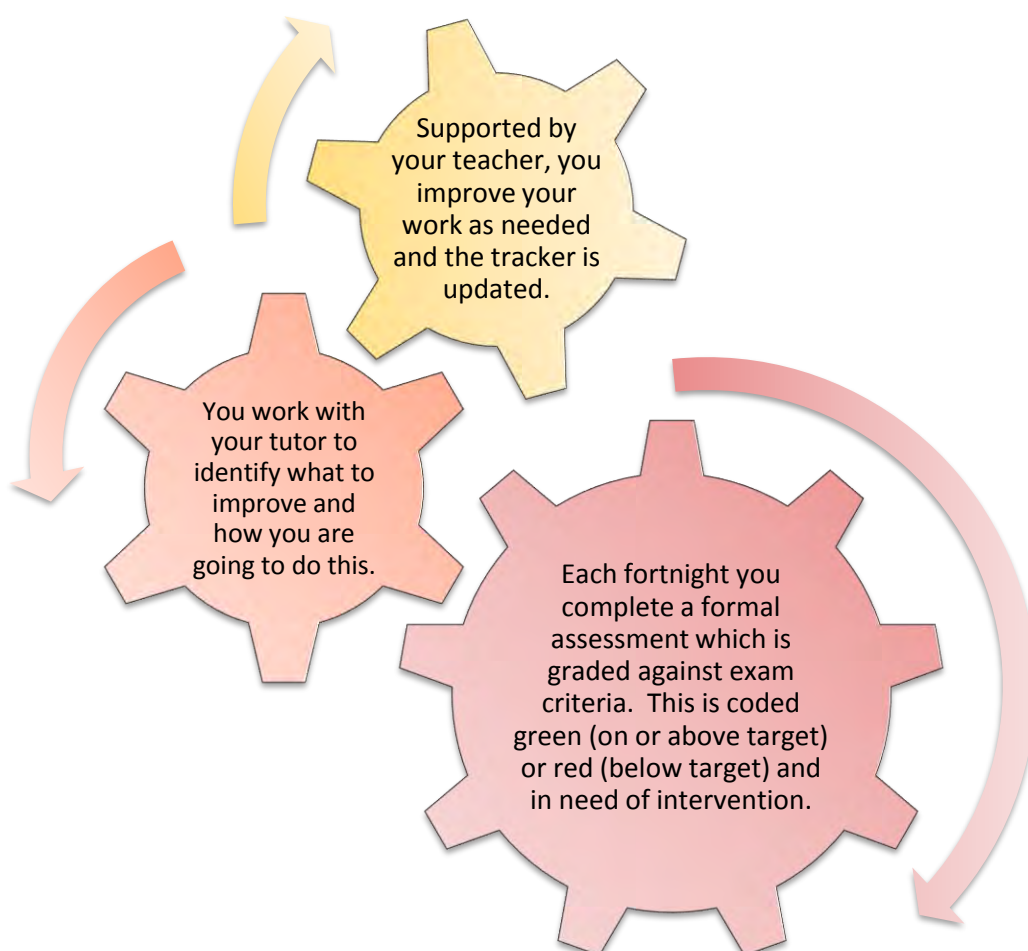 Supported by
your teacher, you
improve your
work as needed
and the tracker is
updated.
You work with
your tutor to
identify what to
improve and
how you are
going to do this.
Each fortnight you
complete a formal
assessment which is
graded against exam
criteria.  This is coded
green (on or above target)
or red (below target) and
in need of intervention.